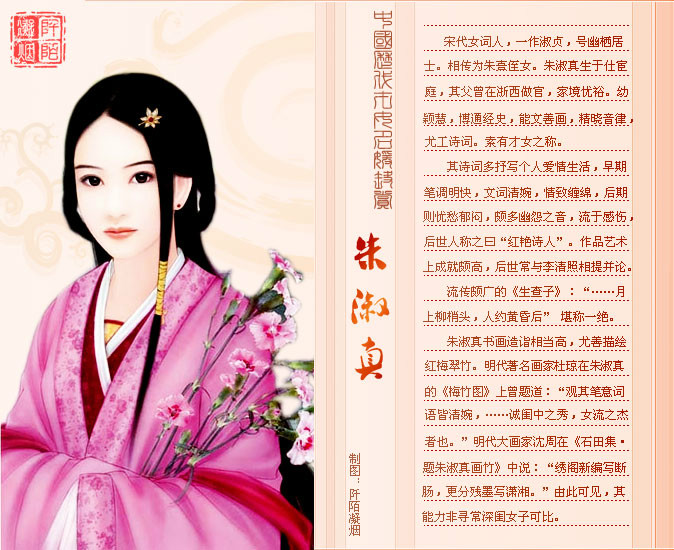 阡陌
凝烟
中國歷代
名媛
朱淑真
制图：阡陌凝烟
宋代女词人，一作淑贞，号幽栖居
士。相传为朱壹侄女。朱淑真生于仕宦
庭，其父曾在浙西做官，家境优裕。幼
颖慧，博通经史，能文善画，精晓音律，
尤工诗词。素有才女之称。
其诗词多抒写个人爱情生活，早期
笔调明快，文词清婉，情致缠绵，后期
则忧愁郁闷，颇多幽怨之音，流于感伤，
后世人称之曰“红艳诗人”。作品艺术
上成就颇高，后世常与李清照相提并论。
流传颇广的《生查子》：“……月
上柳梢头，人约黄昏后” 堪称一绝。
朱淑真书画造诣相当高，尤善描绘
红梅翠竹。明代著名画家杜琼在朱淑真
的《梅竹图》上曾题道：“观其笔意词
语皆清婉，……诚闺中之秀，女流之杰
者也。”明代大画家沈周在《石田集·
题朱淑真画竹》中说：“绣阁新编写断
肠，更分残墨写潇湘。”由此可见，其
能力非寻常深闺女子可比。